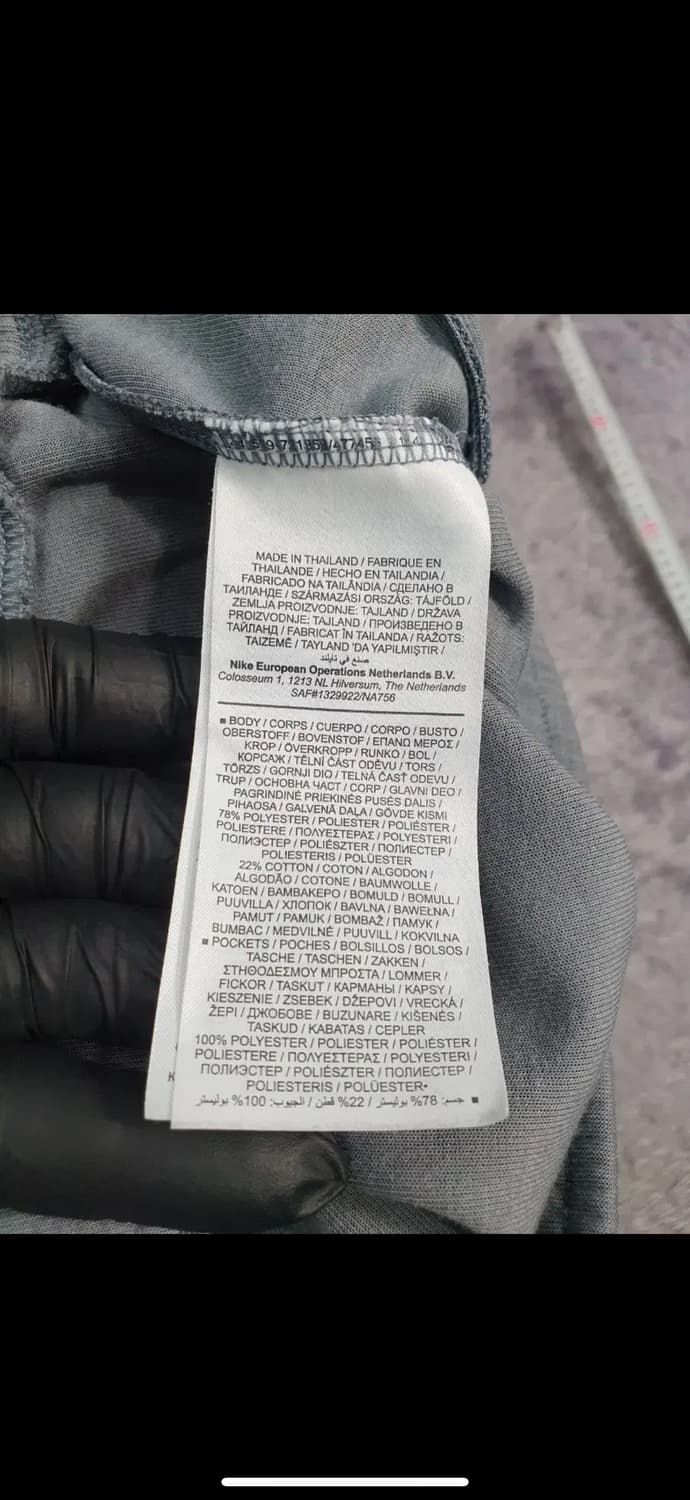 MADE IN THAILAND / FABRIQUE EN
THAILANDE / HECHO EN TAILANDIA /
FABRICADO NA TAILÂNDIA / СДЕЛАНО В
ТАИЛАНДЕ / SZÁRMAZÁSI ORSZÁG: TÁJFÖLD /
ZEMLJA PROIZVODNJE: TAJLAND / DRŽAVA
PROIZVODNJE: TAJLAND / ПРОИЗВЕДЕНО В
ТАЙЛАНД / FABRICAT ÎN TAILANDA / RAŽOTS:
TAIZEMĒ / TAYLAND 'DA YAPILMIŞTIR /
صنع في تايلند
Nike European Operations Netherlands B.V.
Colosseum 1, 1213 NL Hilversum, The Netherlands
SAF#1329922/NA756
■ BODY / CORPS / CUERPO / CORPO / BUSTO /
OBERSTOFF / BOVENSTOF / ΕΠΑΝΩ ΜΕΡΟΣ /
KROP / ÖVERKROPP / RUNKO / BOL /
КОРСАЖ / TĚLNÍ ČÁST ODĚVU / TORS /
TÖRZS / GORNJI DIO / TELNÁ ČASŤ ODEVU /
TRUP / ОСНОВНА ЧАСТ / CORP / GLAVNI DEO /
PAGRINDINĖ PRIEKINĖS PUSĖS DALIS /
PIHAOSA / GALVENĀ DAĻA / GÖVDE KISMI
78% POLYESTER / POLIESTER / POLIÉSTER /
POLIESTERE / ΠΟΛΥΕΣΤΕΡΑΣ / POLYESTERI /
ПОЛИЭСТЕР / POLIÉSZTER / ПОЛИЕСТЕР /
POLIESTERIS / POLÜESTER
22% COTTON / COTON / ALGODON /
ALGODÃO / COTONE / BAUMWOLLE /
KATOEN / ΒΑΜΒΑΚΕΡΟ / BOMULD / BOMULL /
PUUVILLA / ХЛОПОК / BAVLNA / BAWEŁNA /
PAMUT / PAMUK / BOMBAŽ / ПАМУК /
BUMBAC / MEDVILNĖ / PUUVILL / KOKVILNA
■ POCKETS / POCHES / BOLSILLOS / BOLSOS /
TASCHE / TASCHEN / ZAKKEN /
ΣΤΗΘΟΔΕΣΜΟΥ ΜΠΡΟΣΤΑ / LOMMER /
FICKOR / TASKUT / КАРМАНЫ / KAPSY /
KIESZENIE / ZSEBEK / DŽEPOVI / VRECKÁ /
ŽEPI / ДЖОБОВЕ / BUZUNARE / KIŠENĖS /
TASKUD / KABATAS / CEPLER
100% POLYESTER / POLIESTER / POLIÉSTER /
POLIESTERE / ΠΟΛΥΕΣΤΕΡΑΣ / POLYESTERI /
ПОЛИЭСТЕР / POLIÉSZTER / ПОЛИЕСТЕР /
POLIESTERIS / POLÜESTER•
■ جسم: 78% بوليستر / 22% قطن / الجيوب: 100% بوليستر
K